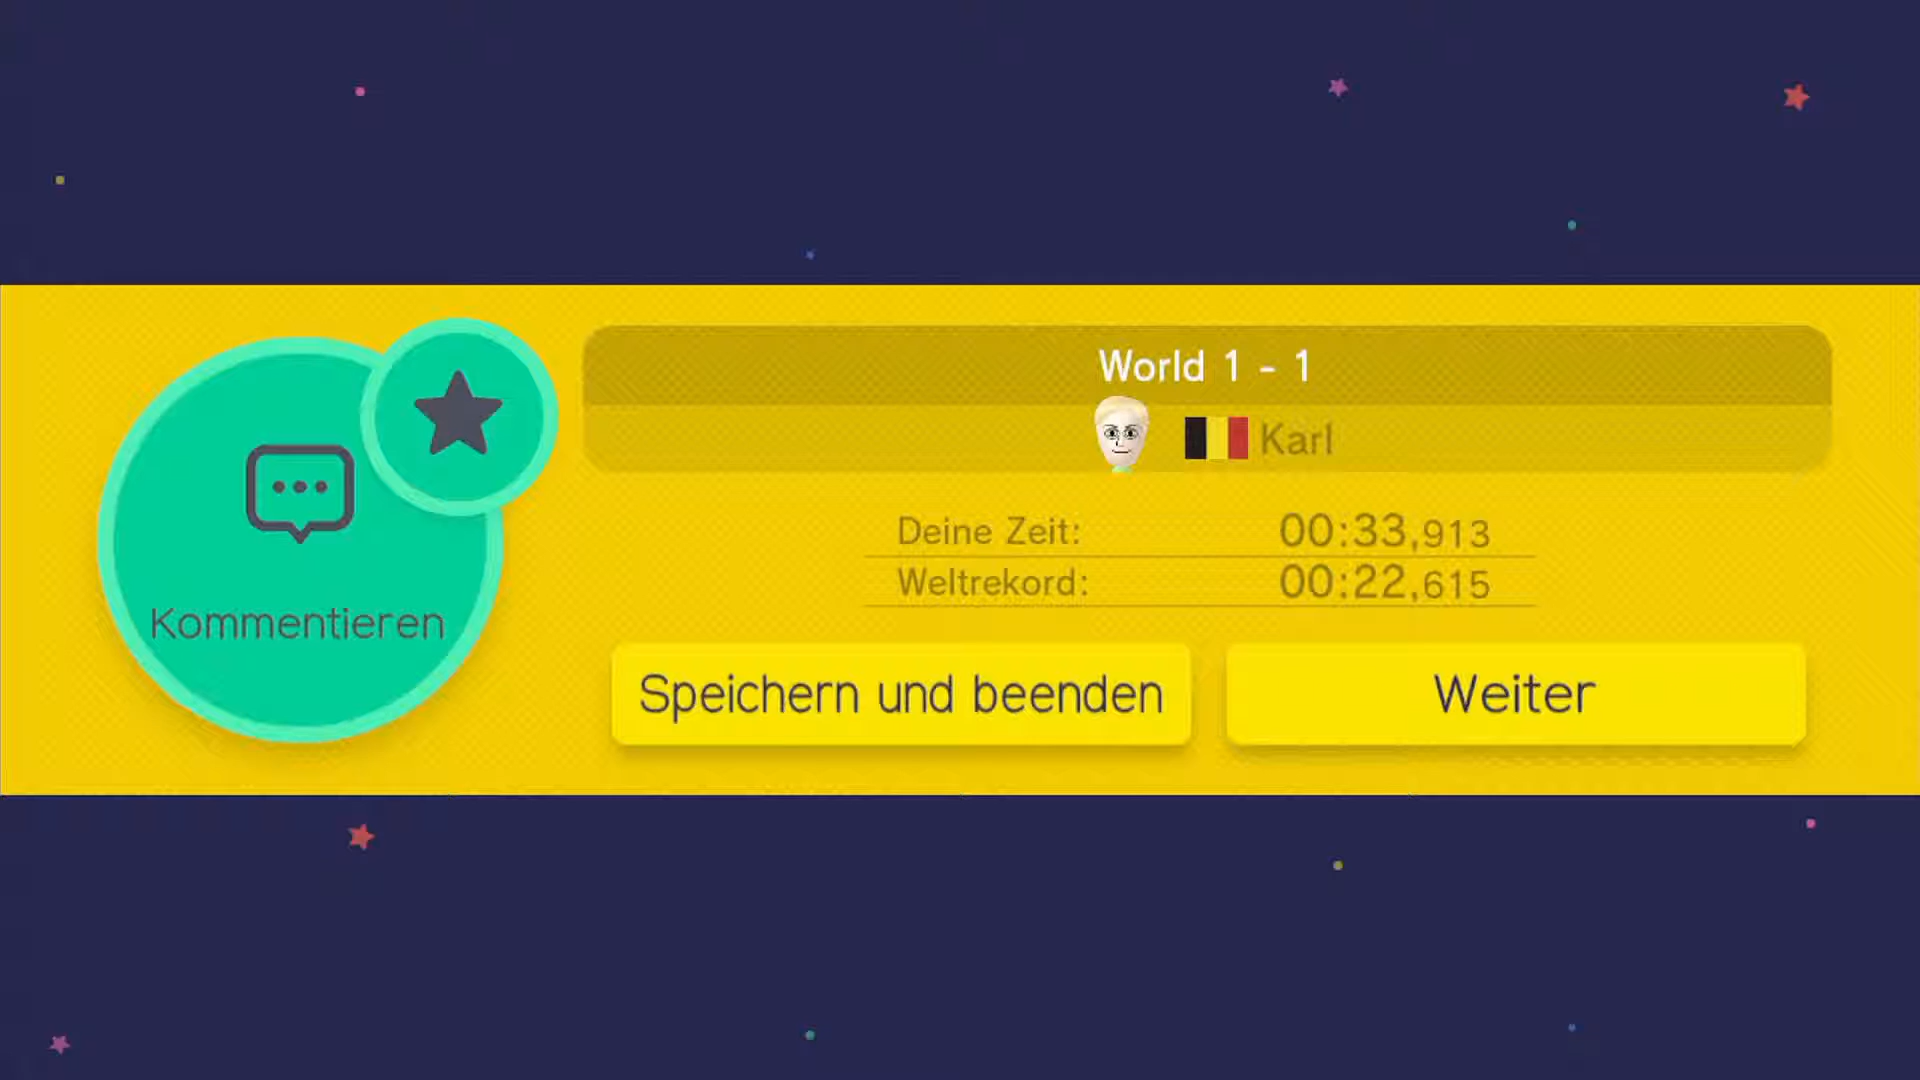 World 1 - 1
Karl
Deine Zeit: 00:33,913
Weltrekord: 00:22,615
Kommentieren
Speichern und beenden
Weiter